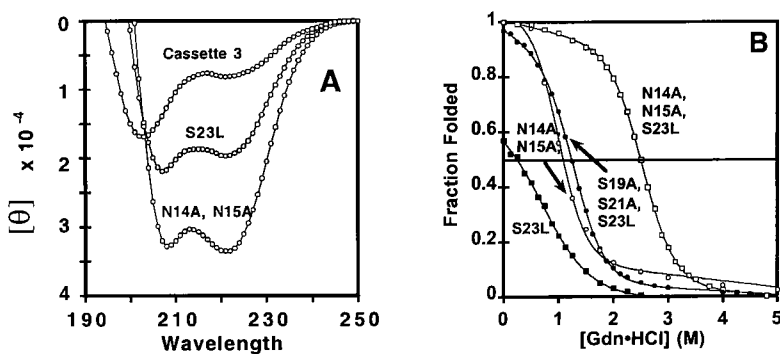 A
Cassette 3
S23L
N14A, N15A
0
1
2
3
4
[θ] x 10⁻⁴
190
210
230
250
Wavelength
B
N14A,
N15A,
S23L
N14A,
N15A,
S19A,
S21A,
S23L
S23L
1
0.8
0.6
0.4
0.2
0
Fraction Folded
0
1
2
3
4
5
[Gdn•HCl] (M)